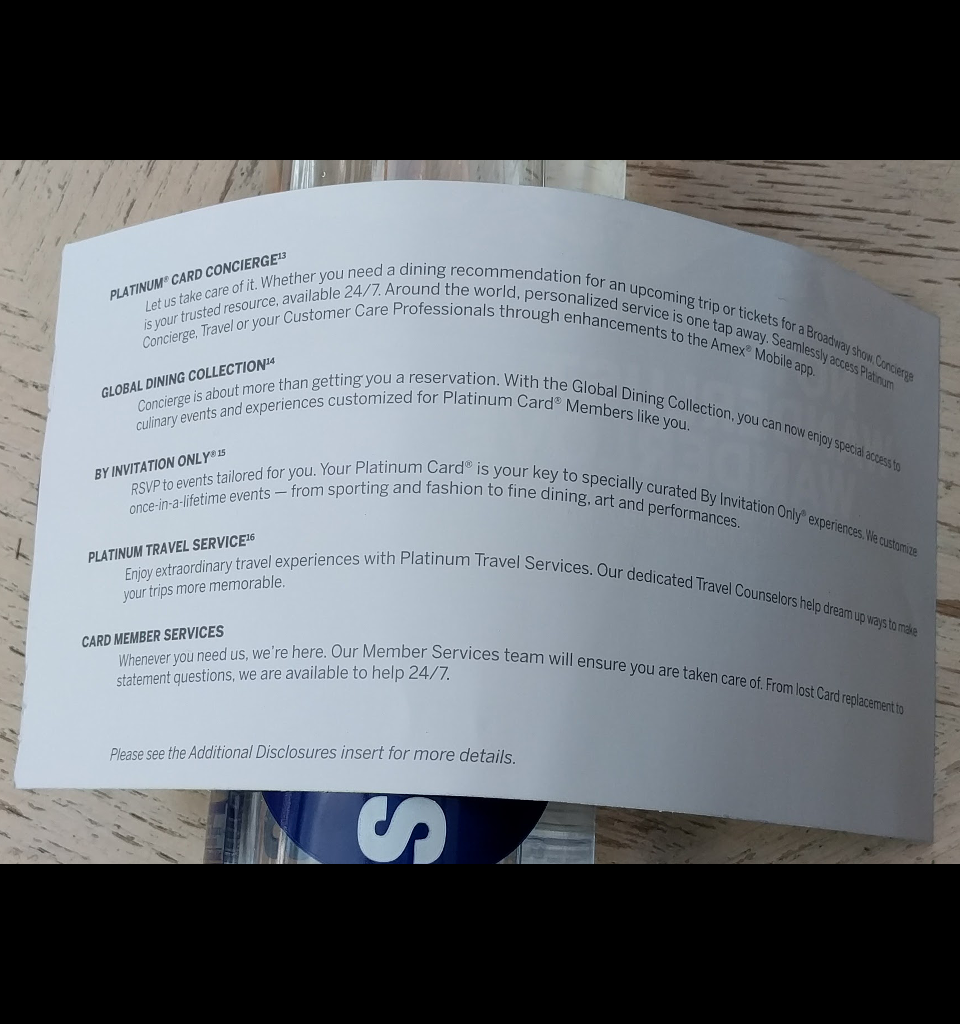 PLATINUM® CARD CONCIERGE¹³
Let us take care of it. Whether you need a dining recommendation for an upcoming trip or tickets for a Broadway show, Concierge
is your trusted resource, available 24/7. Around the world, personalized service is one tap away. Seamlessly access Platinum
Concierge, Travel or your Customer Care Professionals through enhancements to the Amex® Mobile app.
GLOBAL DINING COLLECTION¹⁴
Concierge is about more than getting you a reservation. With the Global Dining Collection, you can now enjoy special access to
culinary events and experiences customized for Platinum Card® Members like you.
BY INVITATION ONLY® ¹⁵
RSVP to events tailored for you. Your Platinum Card® is your key to specially curated By Invitation Only® experiences. We customize
once-in-a-lifetime events — from sporting and fashion to fine dining, art and performances.
PLATINUM TRAVEL SERVICE¹⁶
Enjoy extraordinary travel experiences with Platinum Travel Services. Our dedicated Travel Counselors help dream up ways to make
your trips more memorable.
CARD MEMBER SERVICES
Whenever you need us, we're here. Our Member Services team will ensure you are taken care of. From lost Card replacement to
statement questions, we are available to help 24/7.
Please see the Additional Disclosures insert for more details.
S